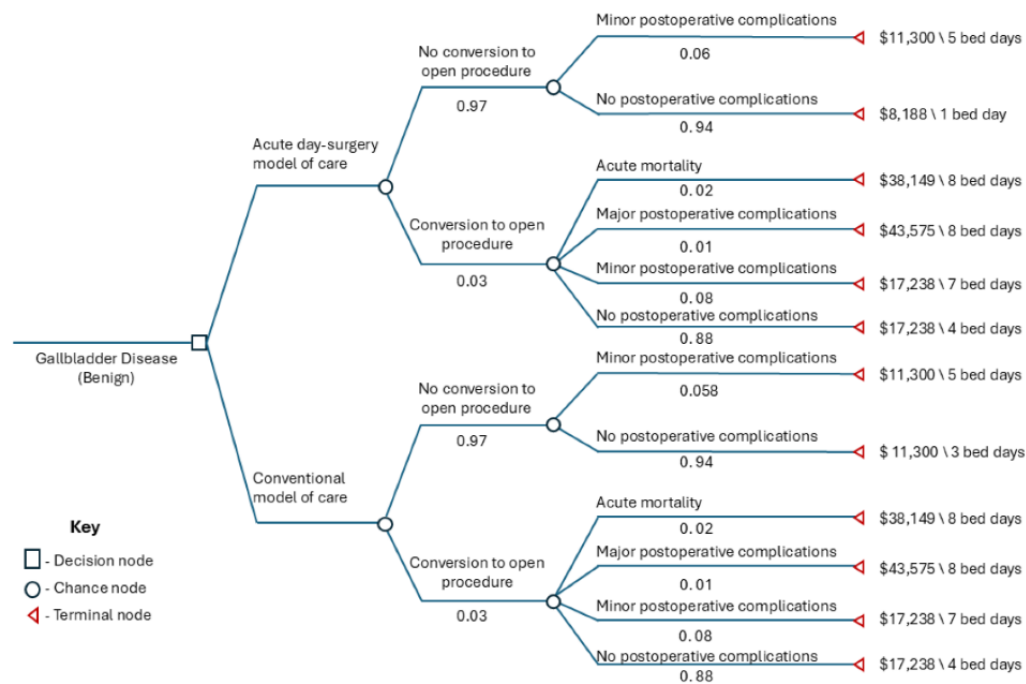 Minor postoperative complications
0.06
$11,300 \ 5 bed days
No conversion to
open procedure
0.97
No postoperative complications
0. 94
$8,188 \ 1 bed day
Acute day-surgery
model of care
Acute mortality
0. 02
$38,149 \ 8 bed days
Major postoperative complications
0. 01
$43,575 \ 8 bed days
Conversion to open
procedure
0.03
Minor postoperative complications
0. 08
$17,238 \ 7 bed days
No postoperative complications
0. 88
$17,238 \ 4 bed days
Gallbladder Disease
(Benign)
Minor postoperative complications
0.058
$11,300 \ 5 bed days
No conversion to
open procedure
0.97
No postoperative complications
0. 94
$ 11,300 \ 3 bed days
Conventional
model of care
Acute mortality
0. 02
$38,149 \ 8 bed days
Major postoperative complications
0. 01
$43,575 \ 8 bed days
Conversion to open
procedure
0.03
Minor postoperative complications
0. 08
$17,238 \ 7 bed days
No postoperative complications
0. 88
$17,238 \ 4 bed days
Key
- Decision node
- Chance node
- Terminal node